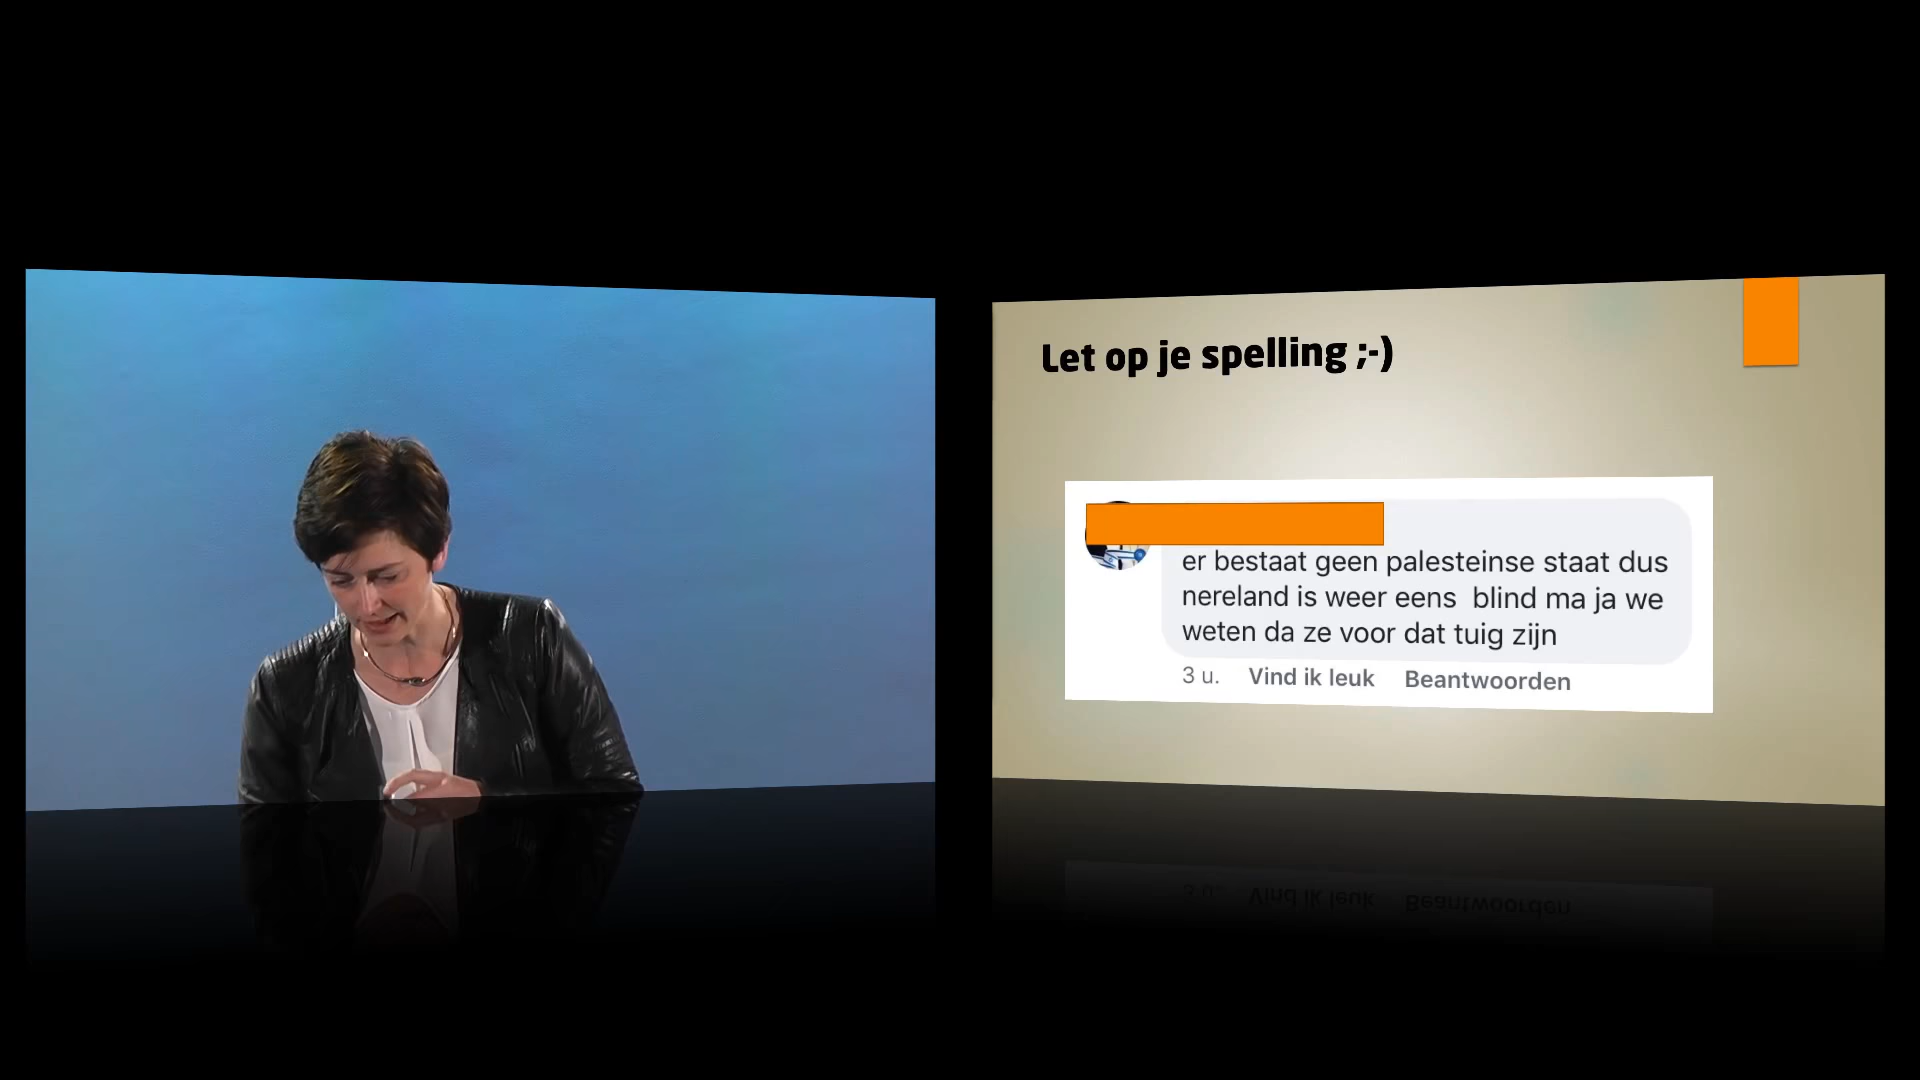 Let op je spelling ;-)
er bestaat geen palesteinse staat dus
nereland is weer eens  blind ma ja we
weten da ze voor dat tuig zijn
3 u. Vind ik leuk Beantwoorden